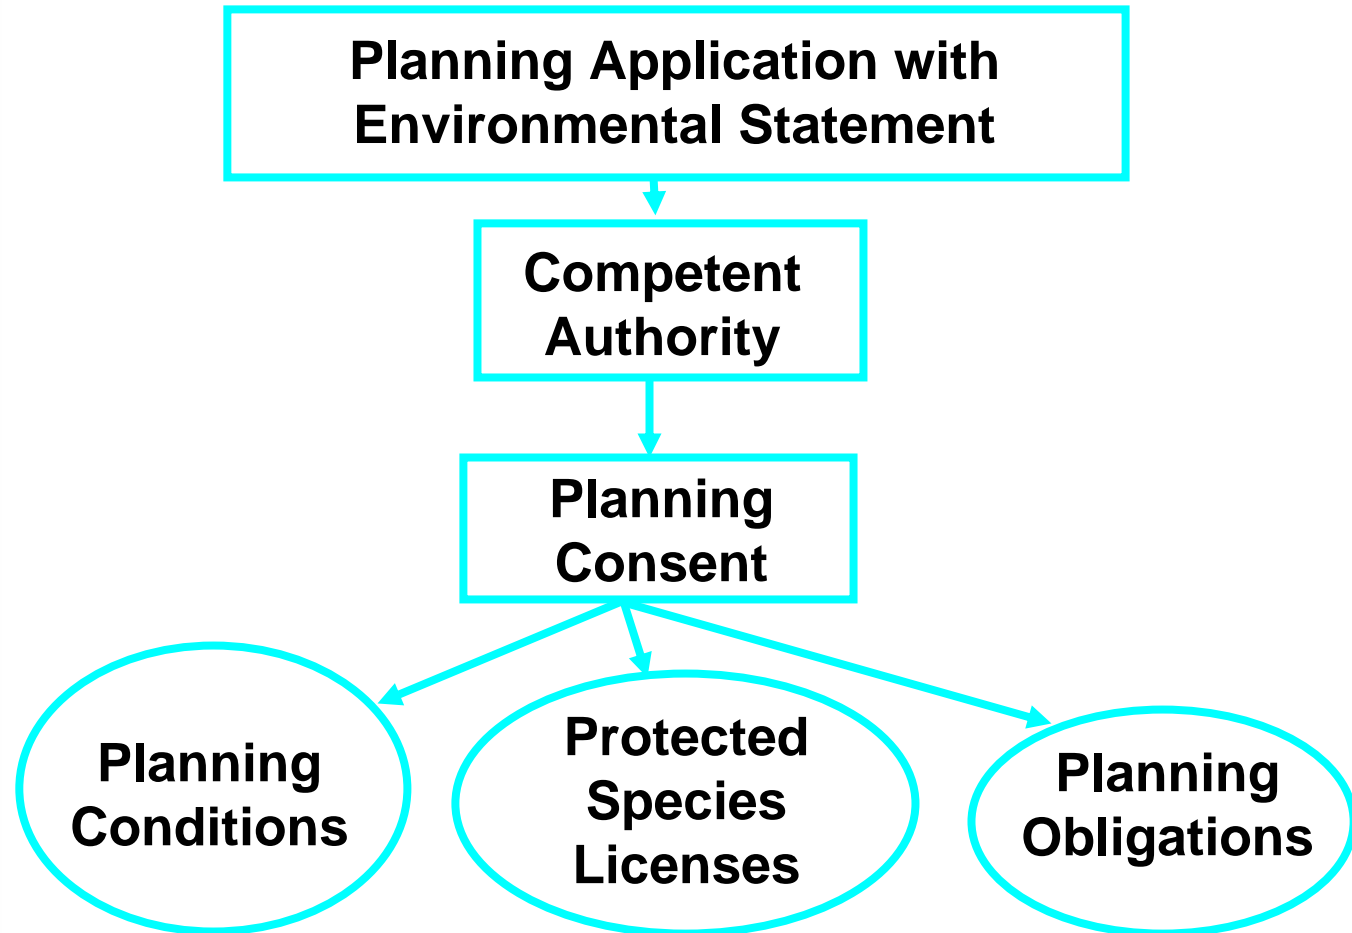 Planning Application with
Environmental Statement
Competent
Authority
Planning
Consent
Planning
Conditions
Protected
Species
Licenses
Planning
Obligations